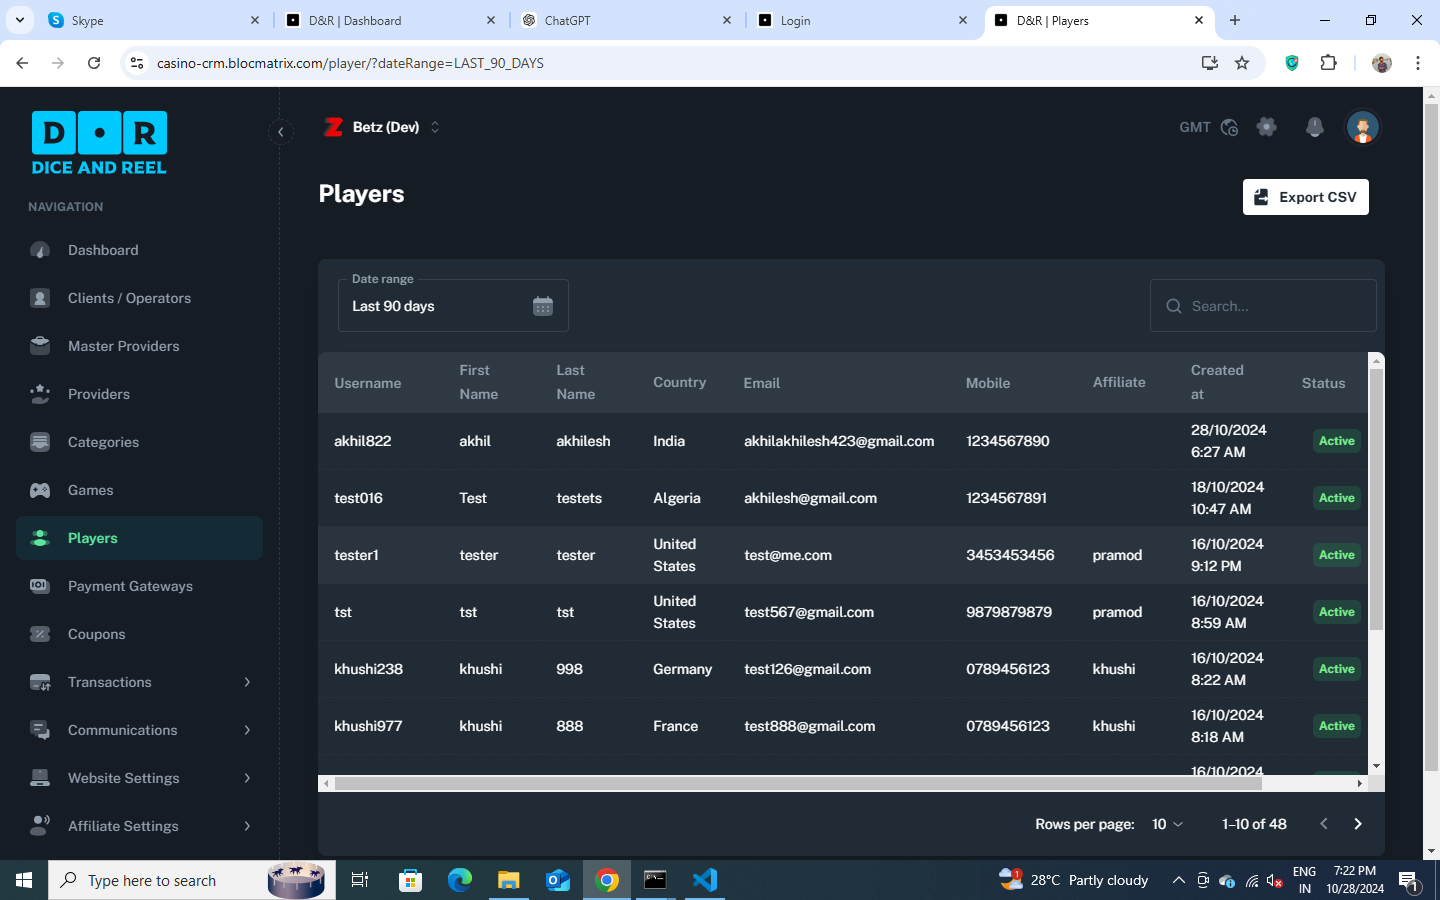 Skype
D&R | Dashboard
ChatGPT
Login
D&R | Players
casino-crm.blocmatrix.com/player/?dateRange=LAST_90_DAYS
D R
DICE AND REEL
Betz (Dev)
GMT
NAVIGATION
Dashboard
Clients / Operators
Master Providers
Providers
Categories
Games
Players
Payment Gateways
Coupons
Transactions
Communications
Website Settings
Affiliate Settings
Players
Export CSV
Date range
Last 90 days
Search...
Username First Name Last Name Country Email Mobile Affiliate Created at Status
akhil822 akhil akhilesh India akhilakhilesh423@gmail.com 1234567890 28/10/2024 6:27 AM Active
test016 Test testets Algeria akhilesh@gmail.com 1234567891 18/10/2024 10:47 AM Active
tester1 tester tester United States test@me.com 3453453456 pramod 16/10/2024 9:12 PM Active
tst tst tst United States test567@gmail.com 9879879879 pramod 16/10/2024 8:59 AM Active
khushi238 khushi 998 Germany test126@gmail.com 0789456123 khushi 16/10/2024 8:22 AM Active
khushi977 khushi 888 France test888@gmail.com 0789456123 khushi 16/10/2024 8:18 AM Active
16/10/2024
Rows per page: 10 1–10 of 48
Type here to search
1
28°C Partly cloudy
ENG
IN
7:22 PM
10/28/2024
1